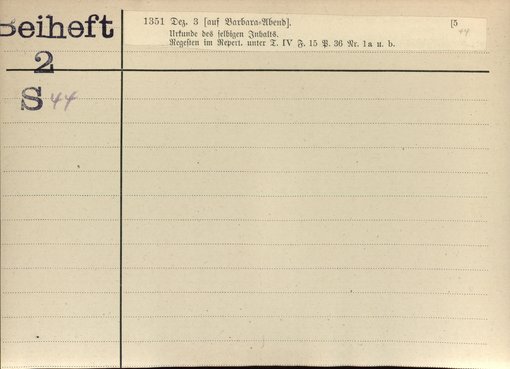 Beiheft
2
S 44
1351 Dez. 3 [auf Barbara-Abend]. [5
44
Urkunde des selbigen Inhalts.
Regesten im Repert. unter T. IV F. 15 P. 36 Nr. 1a u. b.